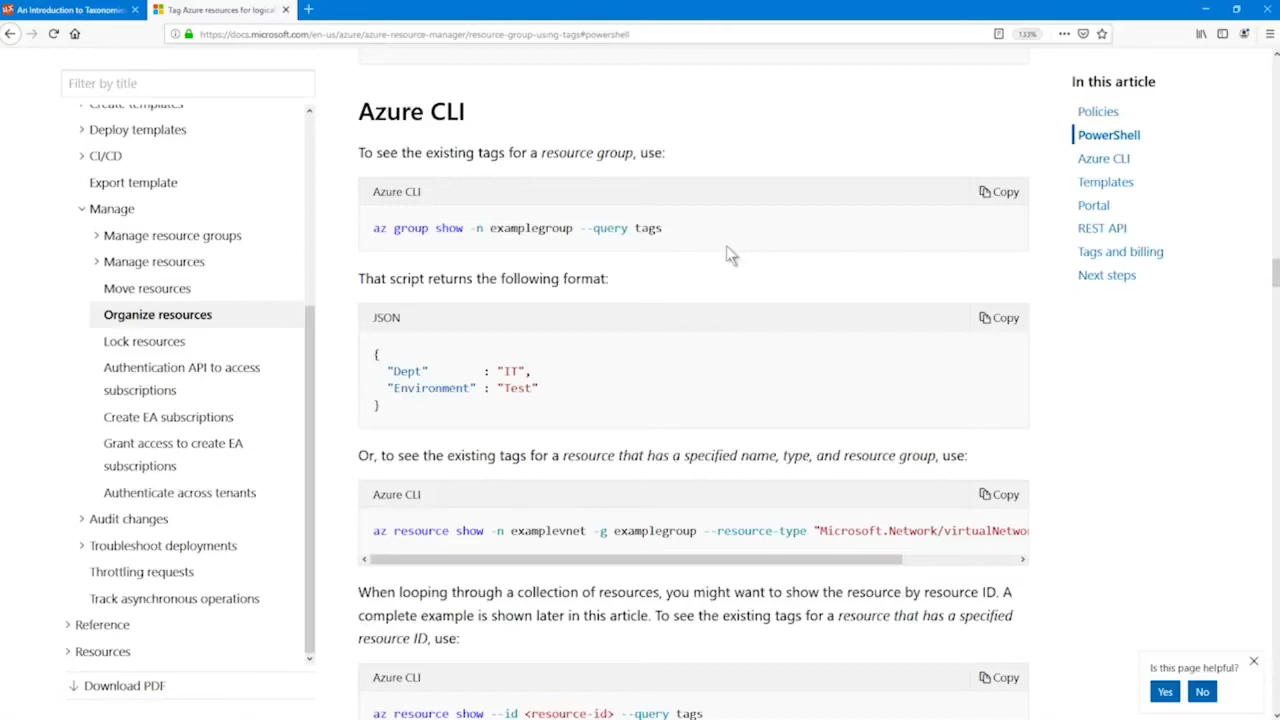 An Introduction to Taxonomie
Tag Azure resources for logical
https://docs.microsoft.com/en-us/azure/azure-resource-manager/resource-group-using-tags#powershell
133%
Filter by title
Create templates
Deploy templates
CI/CD
Export template
Manage
Manage resource groups
Manage resources
Move resources
Organize resources
Lock resources
Authentication API to access
subscriptions
Create EA subscriptions
Grant access to create EA
subscriptions
Authenticate across tenants
Audit changes
Troubleshoot deployments
Throttling requests
Track asynchronous operations
Reference
Resources
Download PDF
Azure CLI
To see the existing tags for a resource group, use:
Azure CLI
Copy
az group show -n examplegroup --query tags
That script returns the following format:
JSON
Copy
{
"Dept" : "IT",
"Environment" : "Test"
}
Or, to see the existing tags for a resource that has a specified name, type, and resource group, use:
Azure CLI
Copy
az resource show -n examplevnet -g examplegroup --resource-type "Microsoft.Network/virtualNetwo
When looping through a collection of resources, you might want to show the resource by resource ID. A
complete example is shown later in this article. To see the existing tags for a resource that has a specified
resource ID, use:
Azure CLI
Copy
az resource show --id <resource-id> --query tags
In this article
Policies
PowerShell
Azure CLI
Templates
Portal
REST API
Tags and billing
Next steps
Is this page helpful?
Yes
No